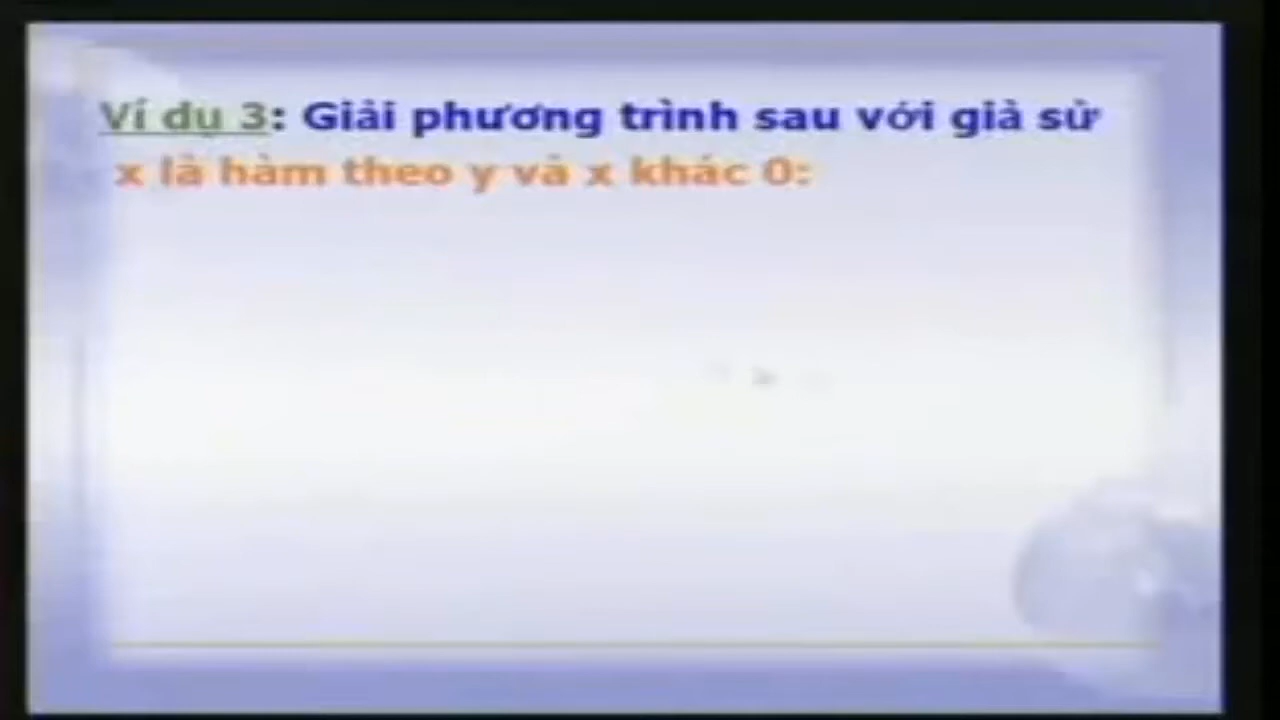 Ví dụ 3: Giải phương trình sau với giả sử
x là hàm theo y và x khác 0: